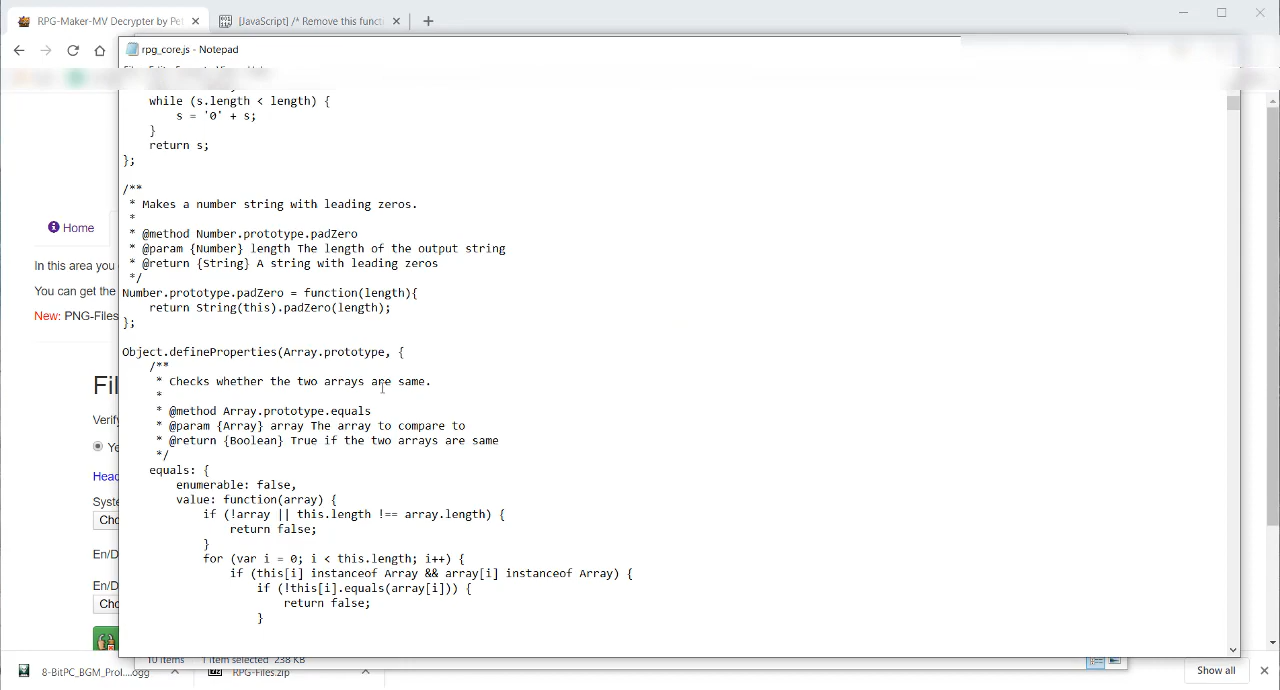 RPG-Maker-MV Decrypter by Pet
[JavaScript] /* Remove this functi
rpg_core.js - Notepad
while (s.length < length) {
s = '0' + s;
}
return s;
};
/**
* Makes a number string with leading zeros.
*
* @method Number.prototype.padZero
* @param {Number} length The length of the output string
* @return {String} A string with leading zeros
*/
Number.prototype.padZero = function(length){
return String(this).padZero(length);
};
Object.defineProperties(Array.prototype, {
/**
* Checks whether the two arrays are same.
*
* @method Array.prototype.equals
* @param {Array} array The array to compare to
* @return {Boolean} True if the two arrays are same
*/
equals: {
enumerable: false,
value: function(array) {
if (!array || this.length !== array.length) {
return false;
}
for (var i = 0; i < this.length; i++) {
if (this[i] instanceof Array && array[i] instanceof Array) {
if (!this[i].equals(array[i])) {
return false;
}
Home
In this area you
You can get the
New: PNG-Files
Fil
Verify
Ye
Head
Syste
Cho
En/D
En/D
Cho
10 items 1 item selected 238 KB
8-BitPC_BGM_Prol....ogg
RPG-Files.zip
Show all